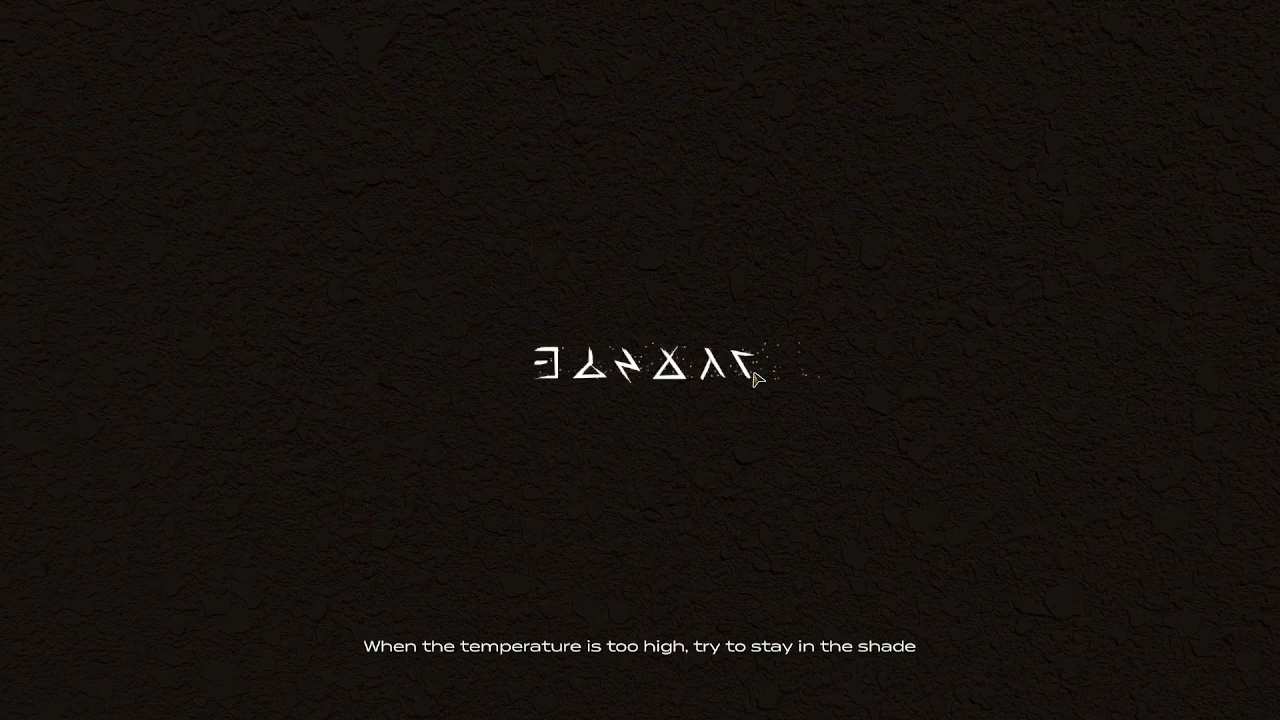 When the temperature is too high, try to stay in the shade